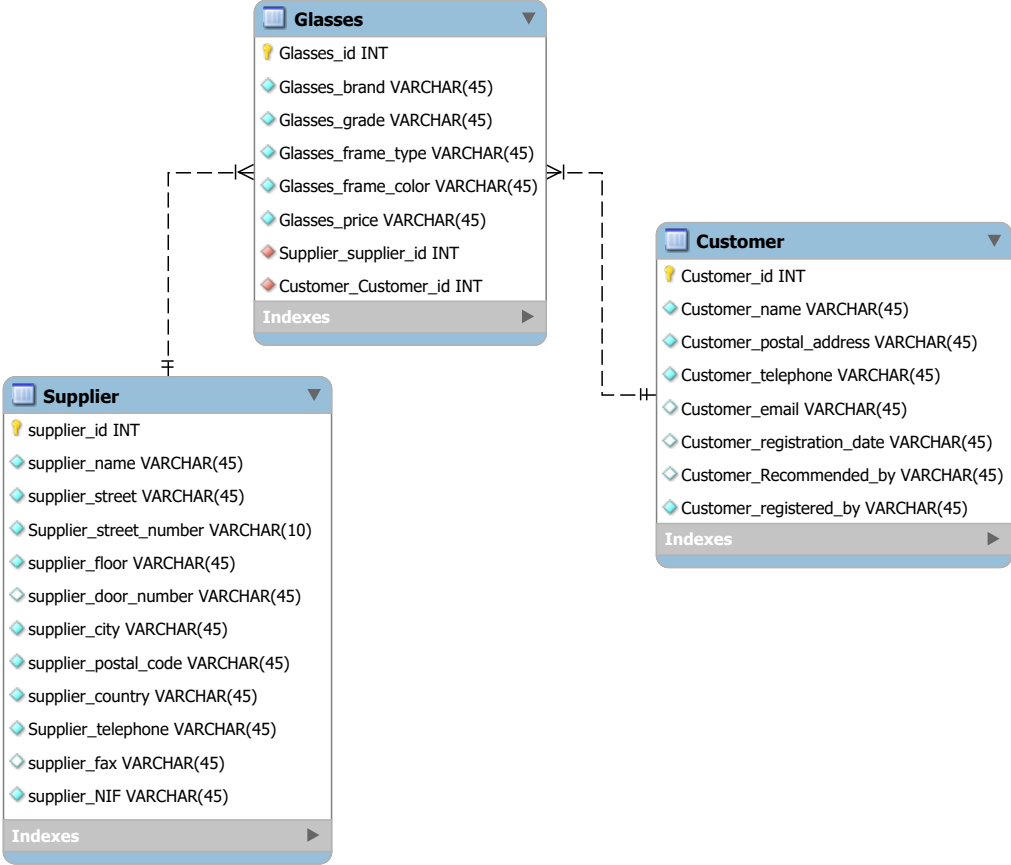 Glasses
Glasses_id INT
Glasses_brand VARCHAR(45)
Glasses_grade VARCHAR(45)
Glasses_frame_type VARCHAR(45)
Glasses_frame_color VARCHAR(45)
Glasses_price VARCHAR(45)
Supplier_supplier_id INT
Customer_Customer_id INT
Indexes
Customer
Customer_id INT
Customer_name VARCHAR(45)
Customer_postal_address VARCHAR(45)
Customer_telephone VARCHAR(45)
Customer_email VARCHAR(45)
Customer_registration_date VARCHAR(45)
Customer_Recommended_by VARCHAR(45)
Customer_registered_by VARCHAR(45)
Indexes
Supplier
supplier_id INT
supplier_name VARCHAR(45)
supplier_street VARCHAR(45)
Supplier_street_number VARCHAR(10)
supplier_floor VARCHAR(45)
supplier_door_number VARCHAR(45)
supplier_city VARCHAR(45)
supplier_postal_code VARCHAR(45)
supplier_country VARCHAR(45)
Supplier_telephone VARCHAR(45)
supplier_fax VARCHAR(45)
supplier_NIF VARCHAR(45)
Indexes